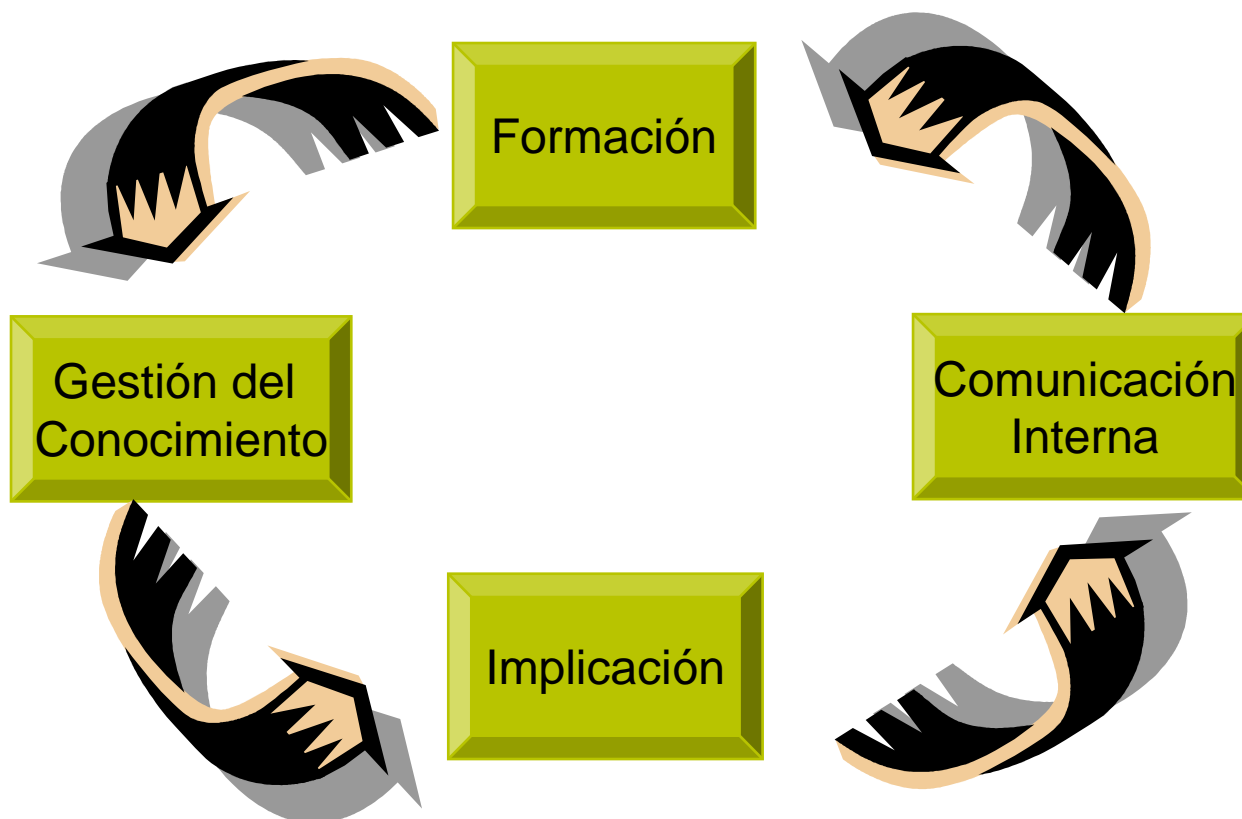 Formación
Gestión del
Conocimiento
Comunicación
Interna
Implicación